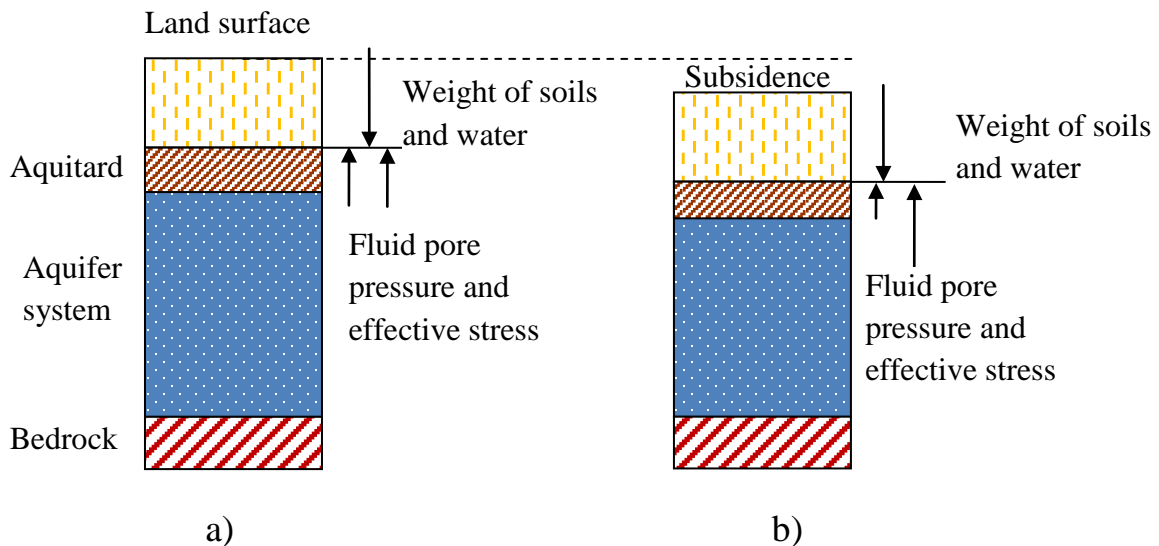 Land surface
Weight of soils
and water
Aquitard
Fluid pore
pressure and
effective stress
Aquifer
system
Bedrock
a)
Subsidence
Weight of soils
and water
Fluid pore
pressure and
effective stress
b)